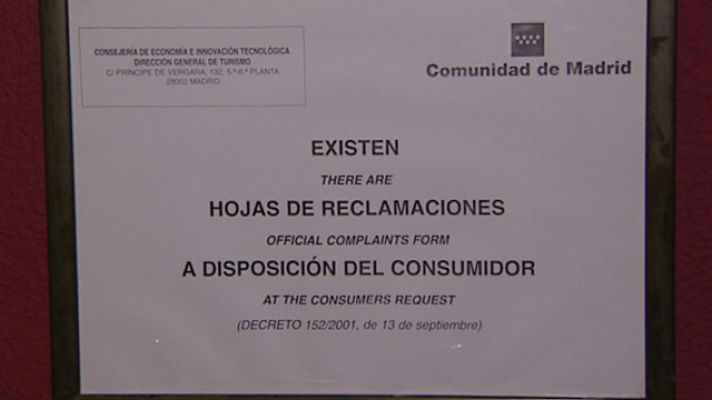 CONSEJERÍA DE ECONOMÍA E INNOVACIÓN TECNOLÓGICA
DIRECCIÓN GENERAL DE TURISMO
C/ PRINCIPE DE VERGARA, 132, 5.ª-6.ª PLANTA
28002 MADRID
Comunidad de Madrid
EXISTEN
THERE ARE
HOJAS DE RECLAMACIONES
OFFICIAL COMPLAINTS FORM
A DISPOSICIÓN DEL CONSUMIDOR
AT THE CONSUMERS REQUEST
(DECRETO 152/2001, de 13 de septiembre)